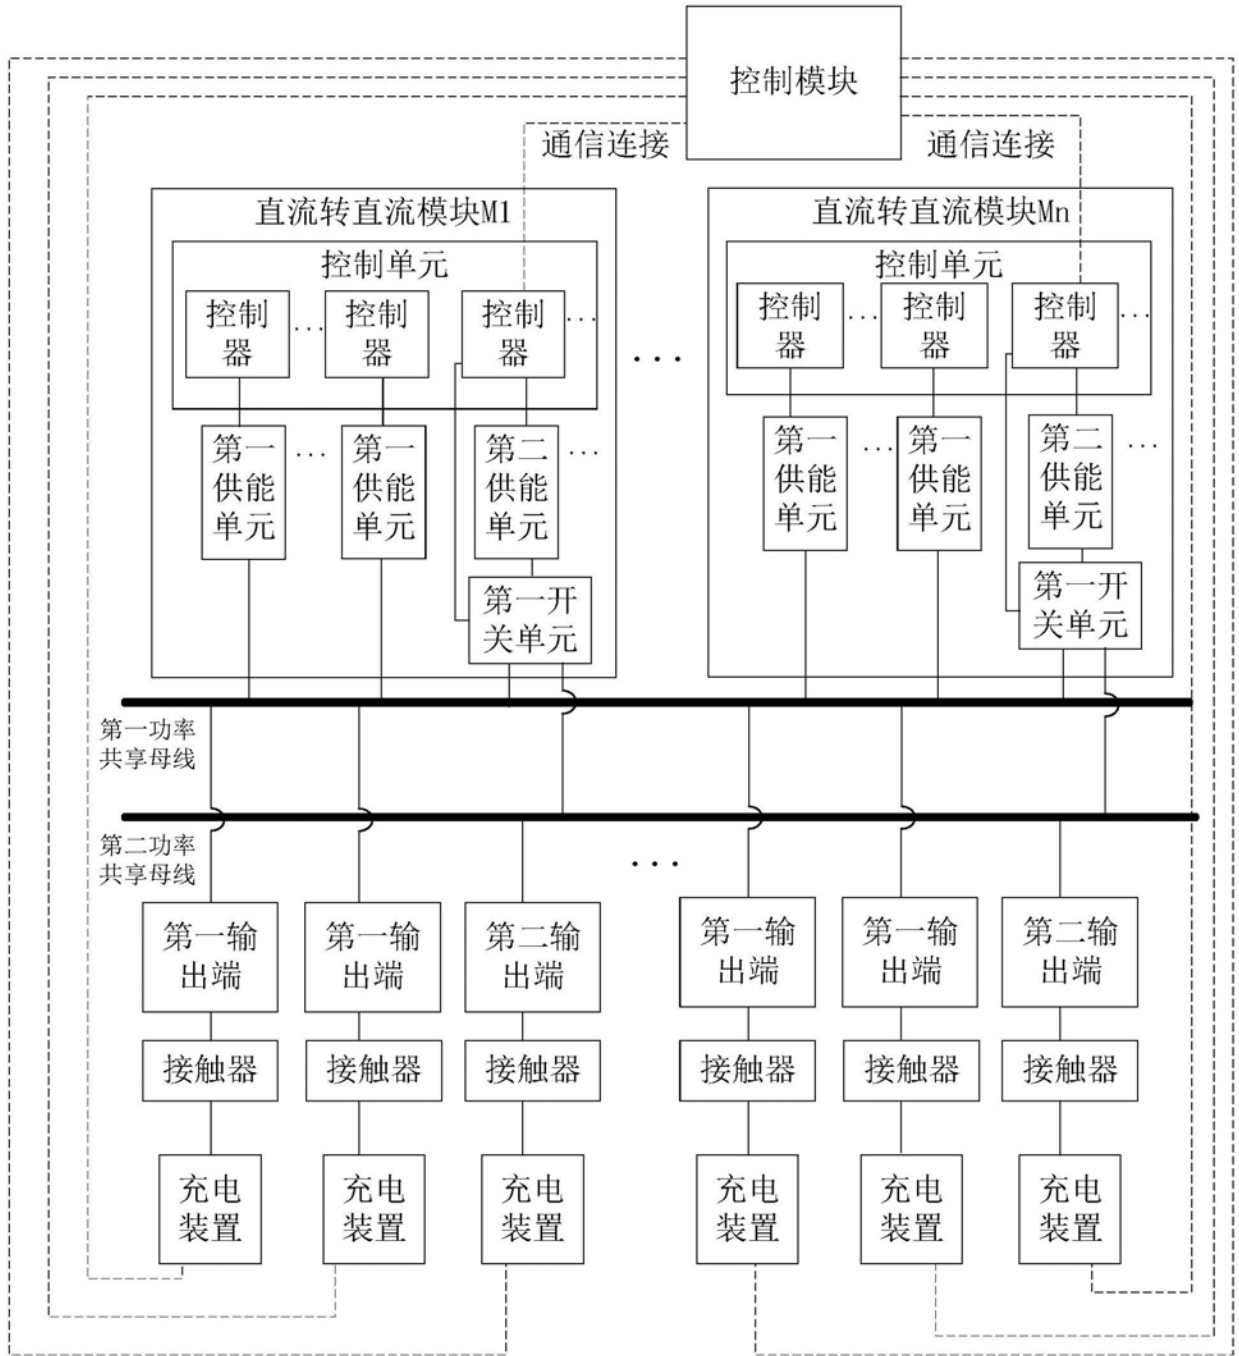 控制模块
通信连接
通信连接
直流转直流模块M1
直流转直流模块Mn
控制单元
控制单元
控制
器
...
控制
器
控制
器
...
...
控制
器
...
控制
器
控制
器
...
第一
供能
单元
...
第一
供能
单元
第二
供能
单元
...
第一
供能
单元
...
第一
供能
单元
第二
供能
单元
...
第一开
关单元
第一开
关单元
第一功率
共享母线
第二功率
共享母线
...
第一输
出端
第一输
出端
第二输
出端
第一输
出端
第一输
出端
第二输
出端
接触器
接触器
接触器
接触器
接触器
接触器
充电
装置
充电
装置
充电
装置
充电
装置
充电
装置
充电
装置